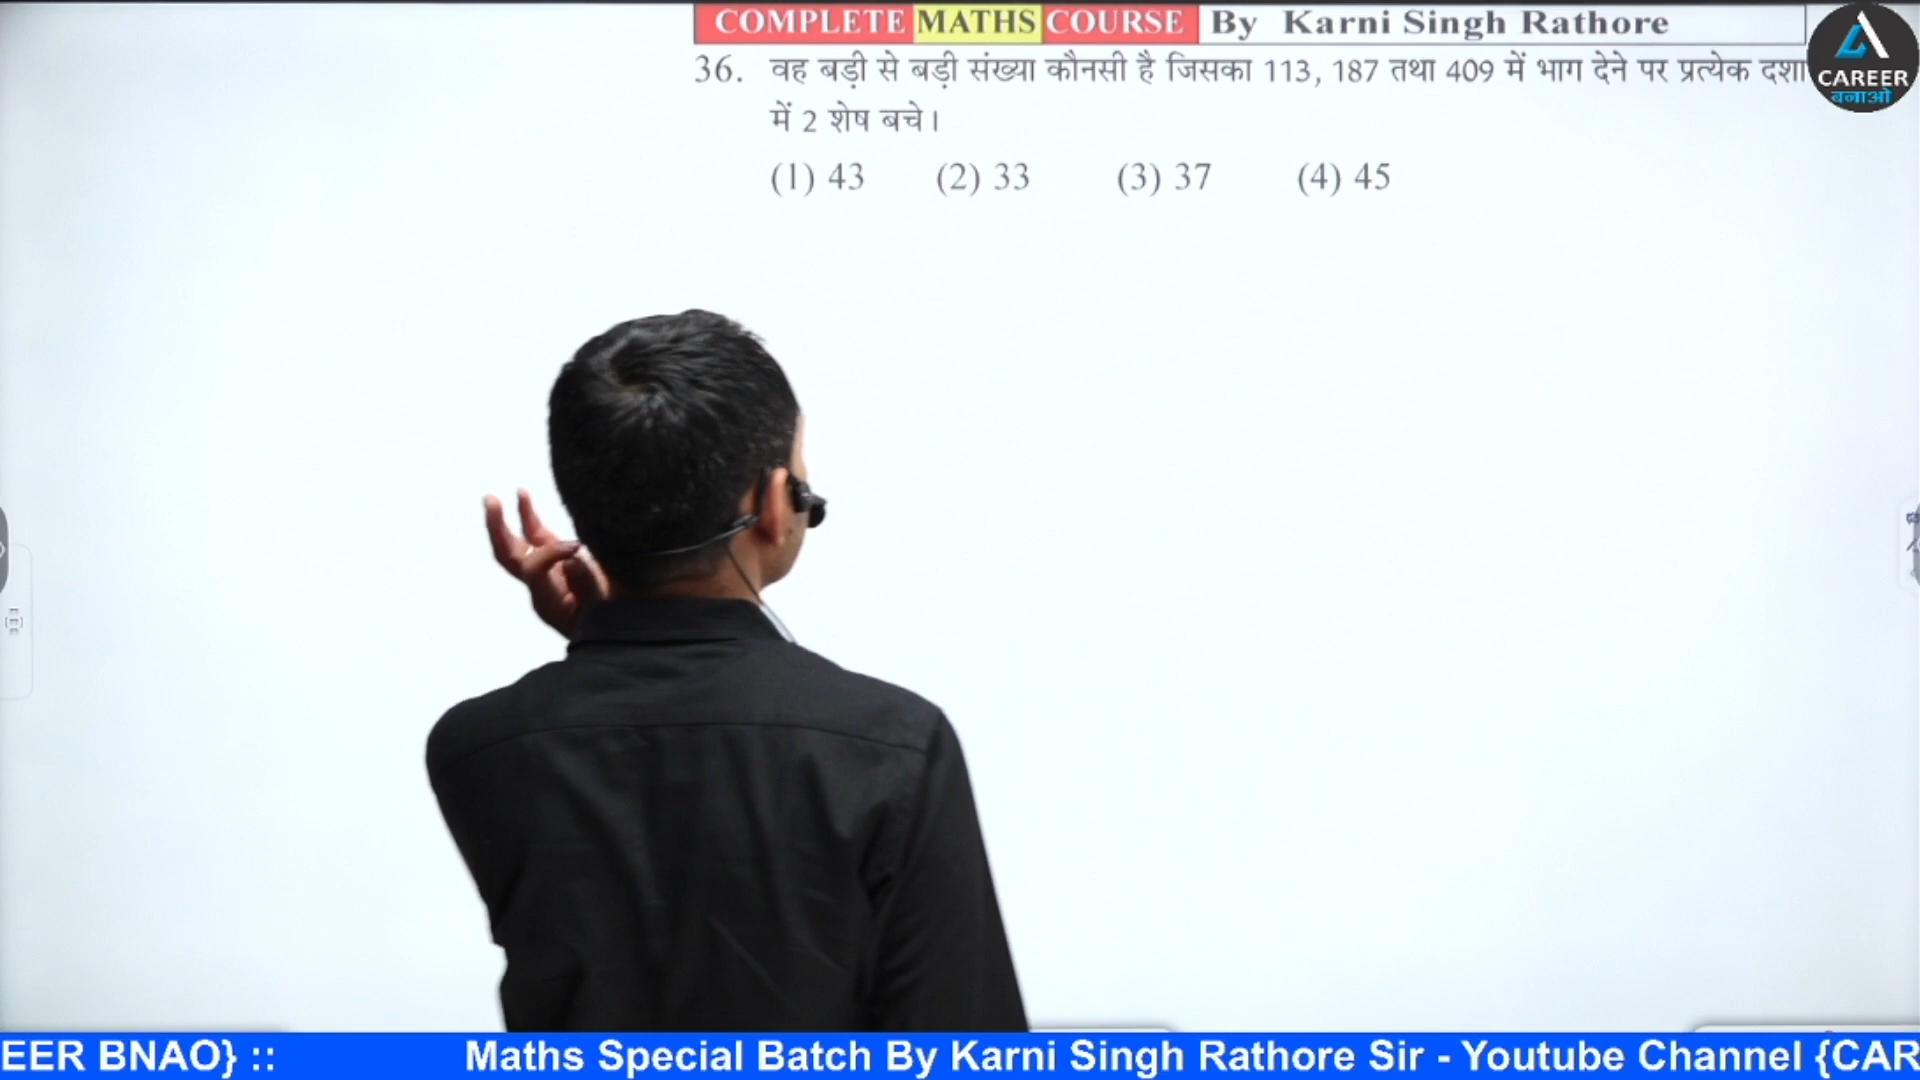 COMPLETE MATHS COURSE By Karni Singh Rathore
36. वह बड़ी से बड़ी संख्या कौनसी है जिसका 113, 187 तथा 409 में भाग देने पर प्रत्येक दशा
में 2 शेष बचे।
(1) 43 (2) 33 (3) 37 (4) 45
CAREER
बनाओ
EER BNAO} :: Maths Special Batch By Karni Singh Rathore Sir - Youtube Channel {CAR